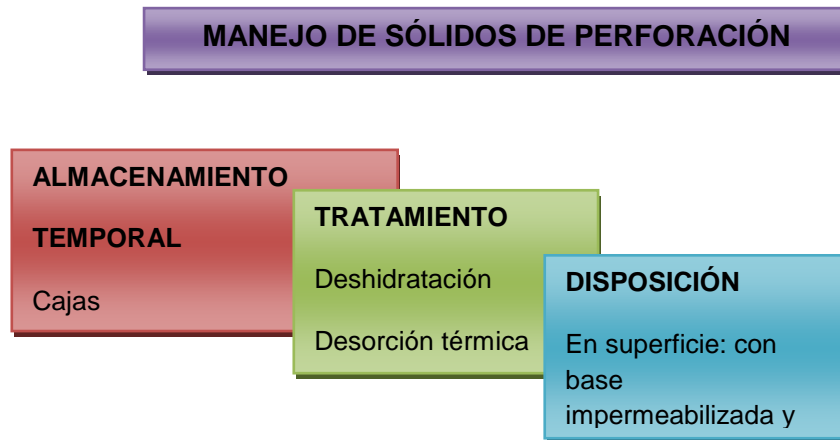 MANEJO DE SÓLIDOS DE PERFORACIÓN
ALMACENAMIENTO
TEMPORAL
Cajas
TRATAMIENTO
Deshidratación
Desorción térmica
DISPOSICIÓN
En superficie: con
base
impermeabilizada y